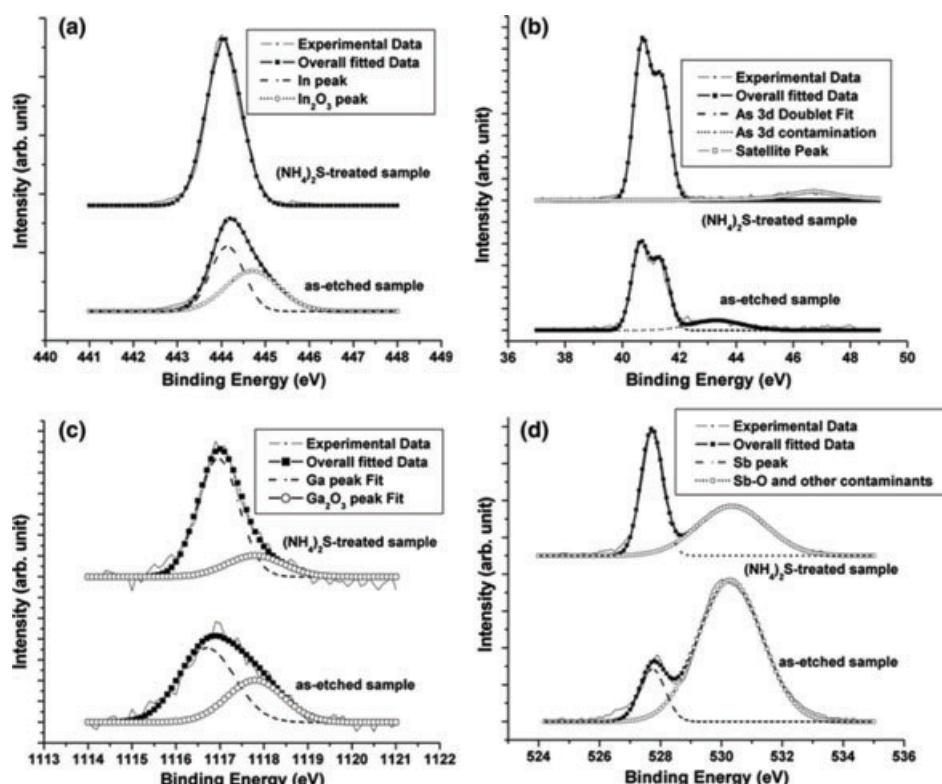 (a)
Experimental Data
Overall fitted Data
In peak
In₂O₃ peak
(NH₄)₂S-treated sample
as-etched sample
Intensity (arb. unit)
440 441 442 443 444 445 446 447 448 449
Binding Energy (eV)
(b)
Experimental Data
Overall fitted Data
As 3d Doublet Fit
As 3d contamination
Satellite Peak
(NH₄)₂S-treated sample
as-etched sample
Intensity (arb. unit)
36 38 40 42 44 46 48 50
Binding Energy (eV)
(c)
Experimental Data
Overall fitted Data
Ga peak Fit
Ga₂O₃ peak Fit
(NH₄)₂S-treated sample
as-etched sample
Intensity (arb. unit)
1113 1114 1115 1116 1117 1118 1119 1120 1121 1122
Binding Energy (eV)
(d)
Experimental Data
Overall fitted Data
Sb peak
Sb-O and other contaminants
(NH₄)₂S-treated sample
as-etched sample
Intensity (arb. unit)
524 526 528 530 532 534 536
Binding Energy (eV)